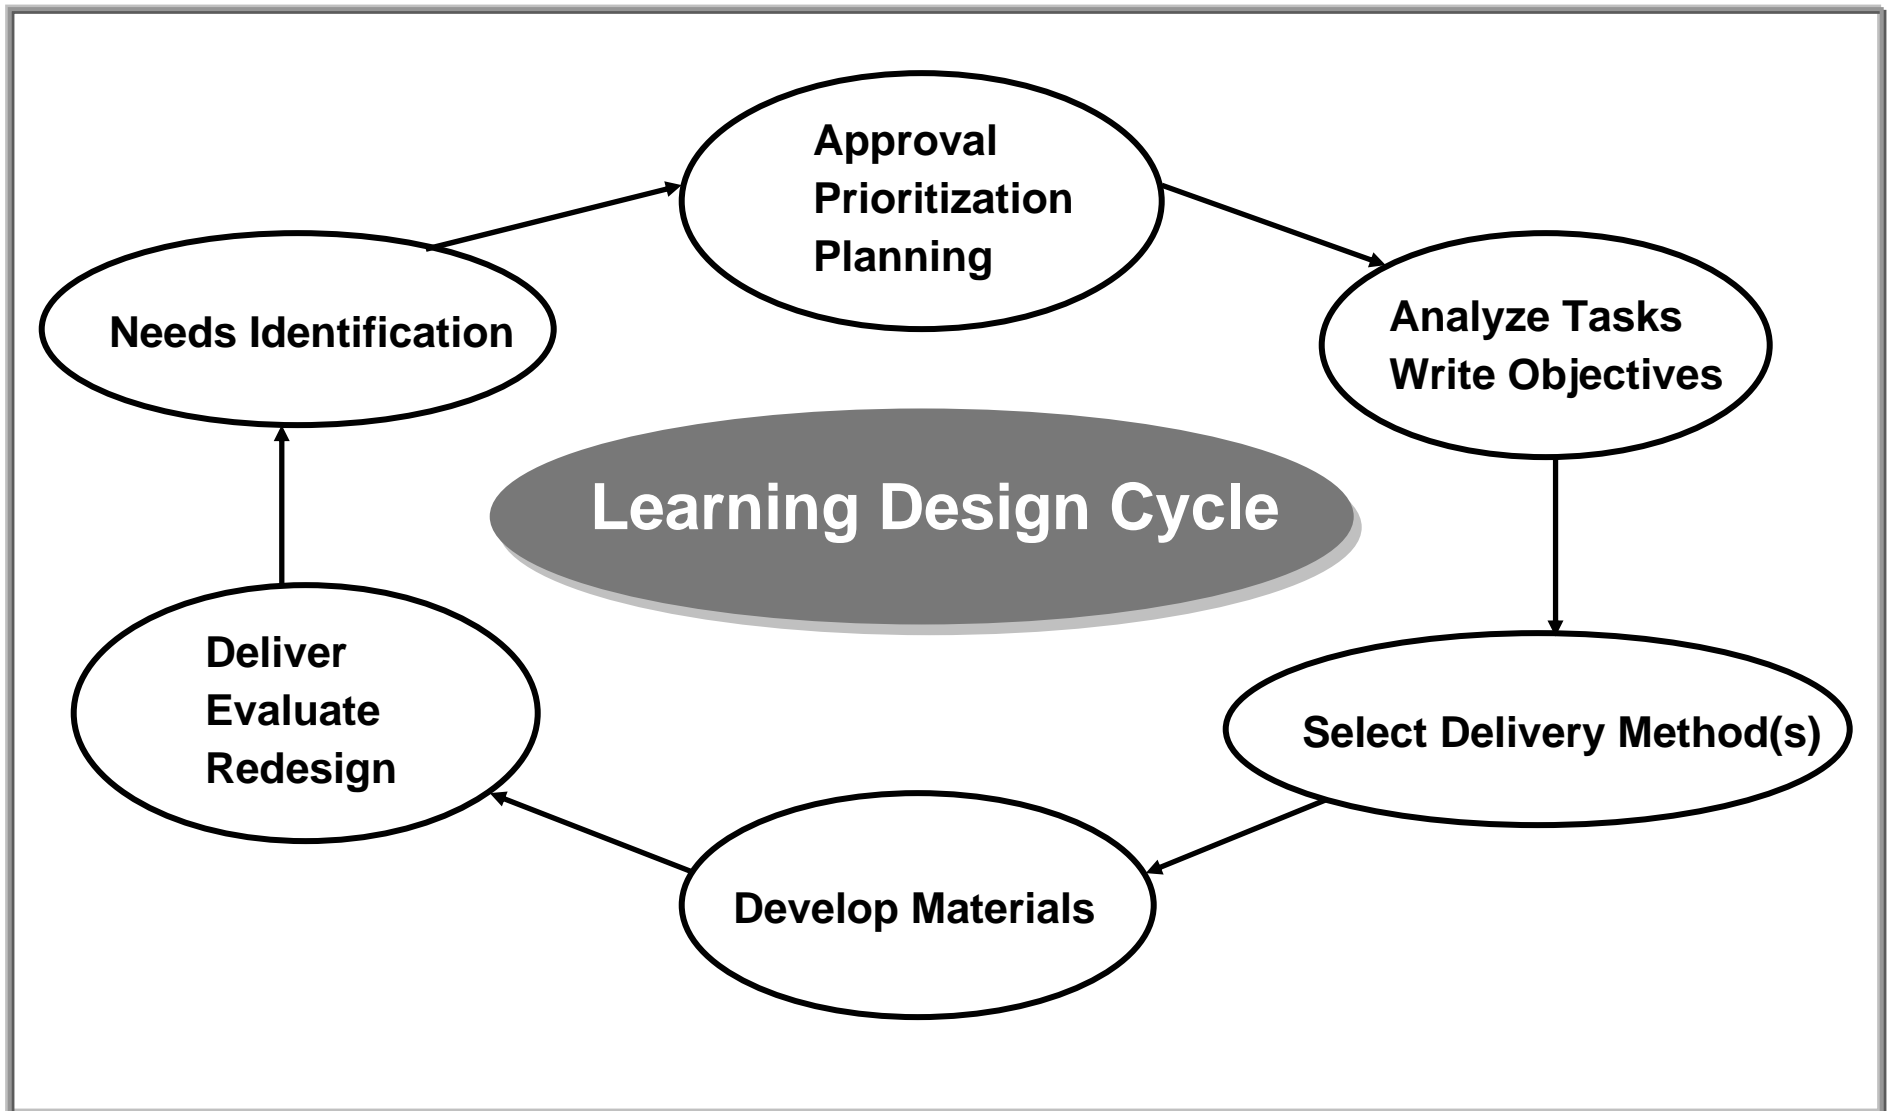 Approval
Prioritization
Planning
Needs Identification
Analyze Tasks
Write Objectives
Learning Design Cycle
Deliver
Evaluate
Redesign
Select Delivery Method(s)
Develop Materials